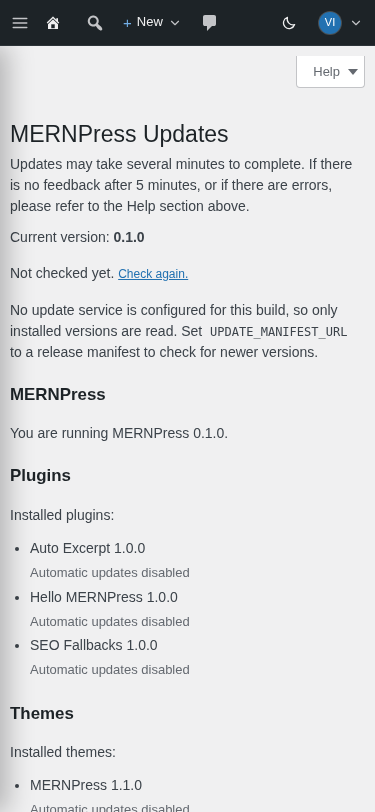 + New
VI
Help
MERNPress Updates
Updates may take several minutes to complete. If there
is no feedback after 5 minutes, or if there are errors,
please refer to the Help section above.
Current version: 0.1.0
Not checked yet. Check again.
No update service is configured for this build, so only
installed versions are read. Set UPDATE_MANIFEST_URL
to a release manifest to check for newer versions.
MERNPress
You are running MERNPress 0.1.0.
Plugins
Installed plugins:
• Auto Excerpt 1.0.0
Automatic updates disabled
• Hello MERNPress 1.0.0
Automatic updates disabled
• SEO Fallbacks 1.0.0
Automatic updates disabled
Themes
Installed themes:
• MERNPress 1.1.0
Automatic updates disabled